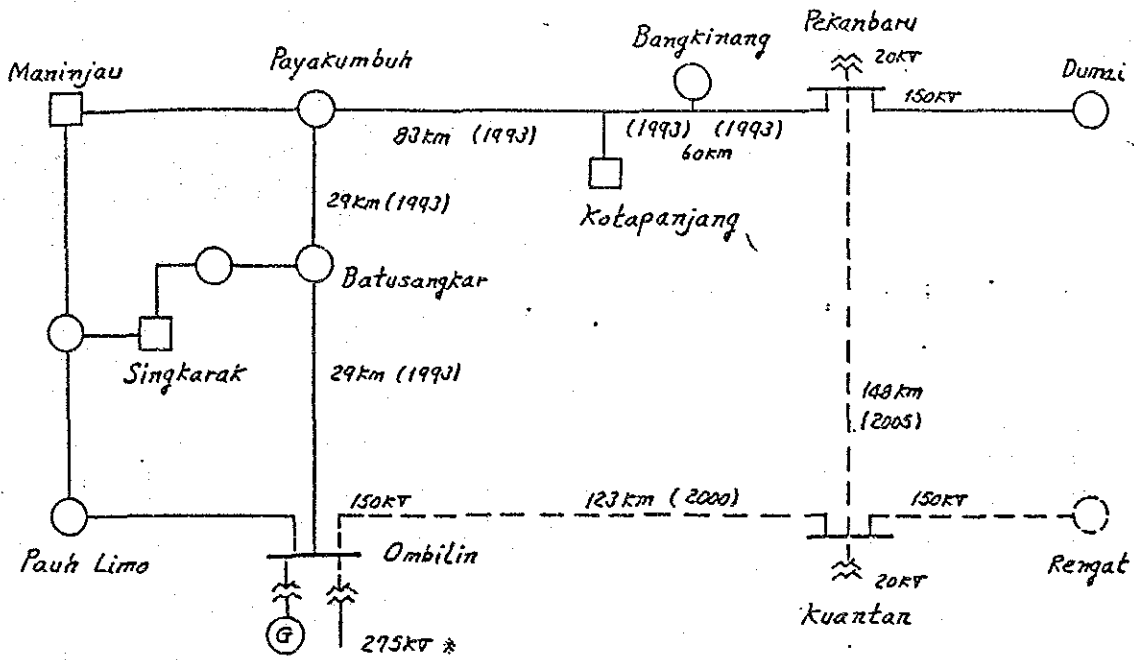 Pekanbaru
Bangkinang
20KV
Payakumbuh
Dumai
Maninjau
150KV
83km (1993)
(1993) (1993)
60km
Kotapanjang
29km (1993)
Batusangkar
Singkarak
29km (1993)
148km
(2005)
150KV
123km (2000)
150KV
Pauh Limo
Ombilin
Rengat
20KV
Kuantan
G
275KV *